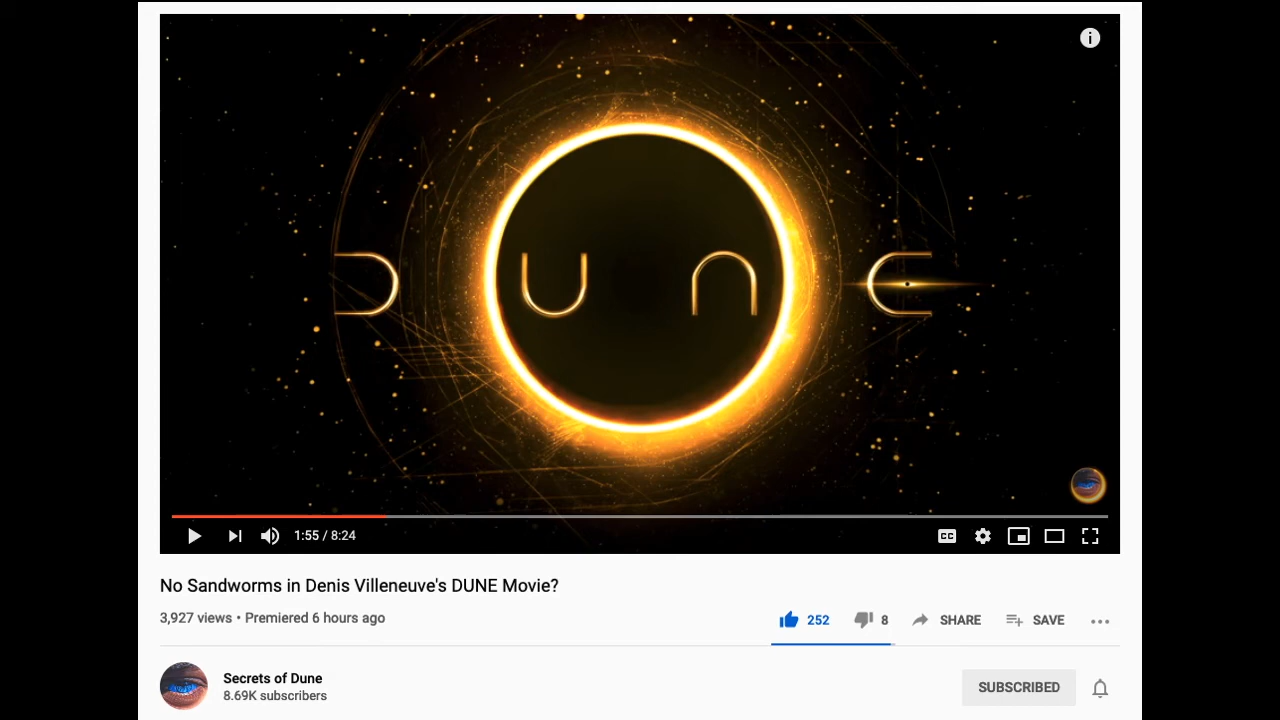 DUNE
1:55 / 8:24
CC
No Sandworms in Denis Villeneuve's DUNE Movie?
3,927 views • Premiered 6 hours ago
252
8
SHARE
SAVE
Secrets of Dune
8.69K subscribers
SUBSCRIBED